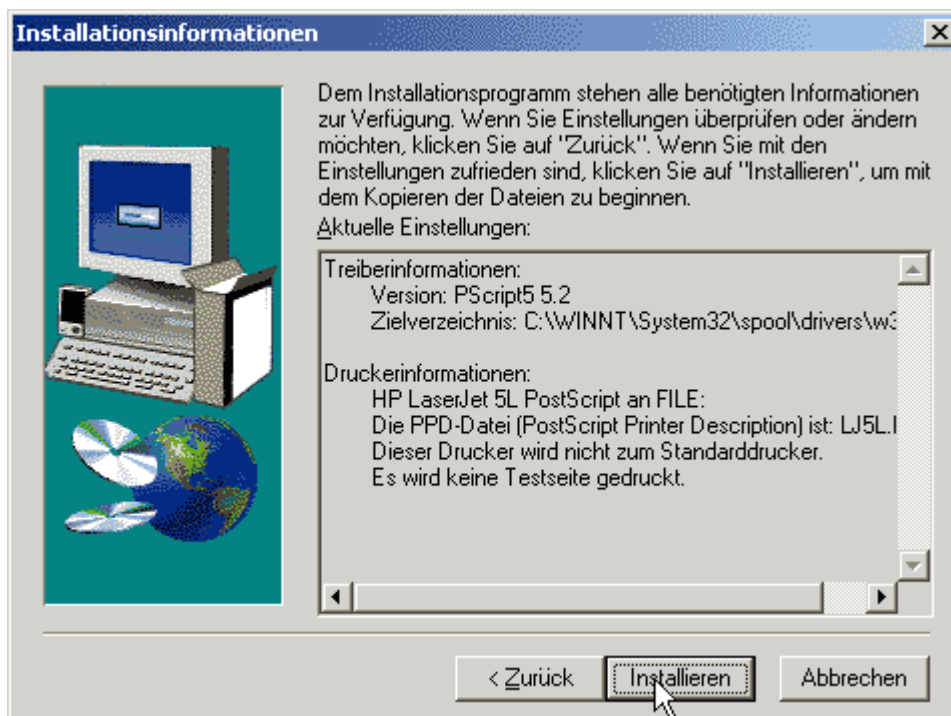 Installationsinformationen
Dem Installationsprogramm stehen alle benötigten Informationen
zur Verfügung. Wenn Sie Einstellungen überprüfen oder ändern
möchten, klicken Sie auf "Zurück". Wenn Sie mit den
Einstellungen zufrieden sind, klicken Sie auf "Installieren", um mit
dem Kopieren der Dateien zu beginnen.
Aktuelle Einstellungen:
Treiberinformationen:
Version: PScript5 5.2
Zielverzeichnis: C:\WINNT\System32\spool\drivers\w3
Druckerinformationen:
HP LaserJet 5L PostScript an FILE:
Die PPD-Datei (PostScript Printer Description) ist: LJ5L.
Dieser Drucker wird nicht zum Standarddrucker.
Es wird keine Testseite gedruckt.
< Zurück
Installieren
Abbrechen